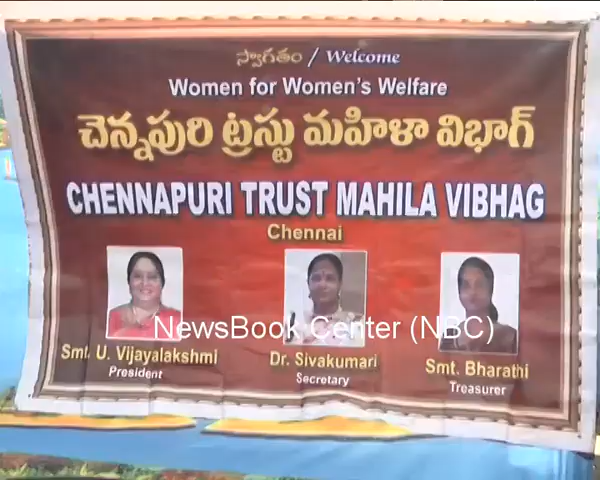 స్వాగతం / Welcome
Women for Women's Welfare
చెన్నపురి ట్రస్టు మహిళా విభాగ్
CHENNAPURI TRUST MAHILA VIBHAG
Chennai
NewsBook Center (NBC)
Smt. U. Vijayalakshmi
President
Dr. Sivakumari
Secretary
Smt. Bharathi
Treasurer